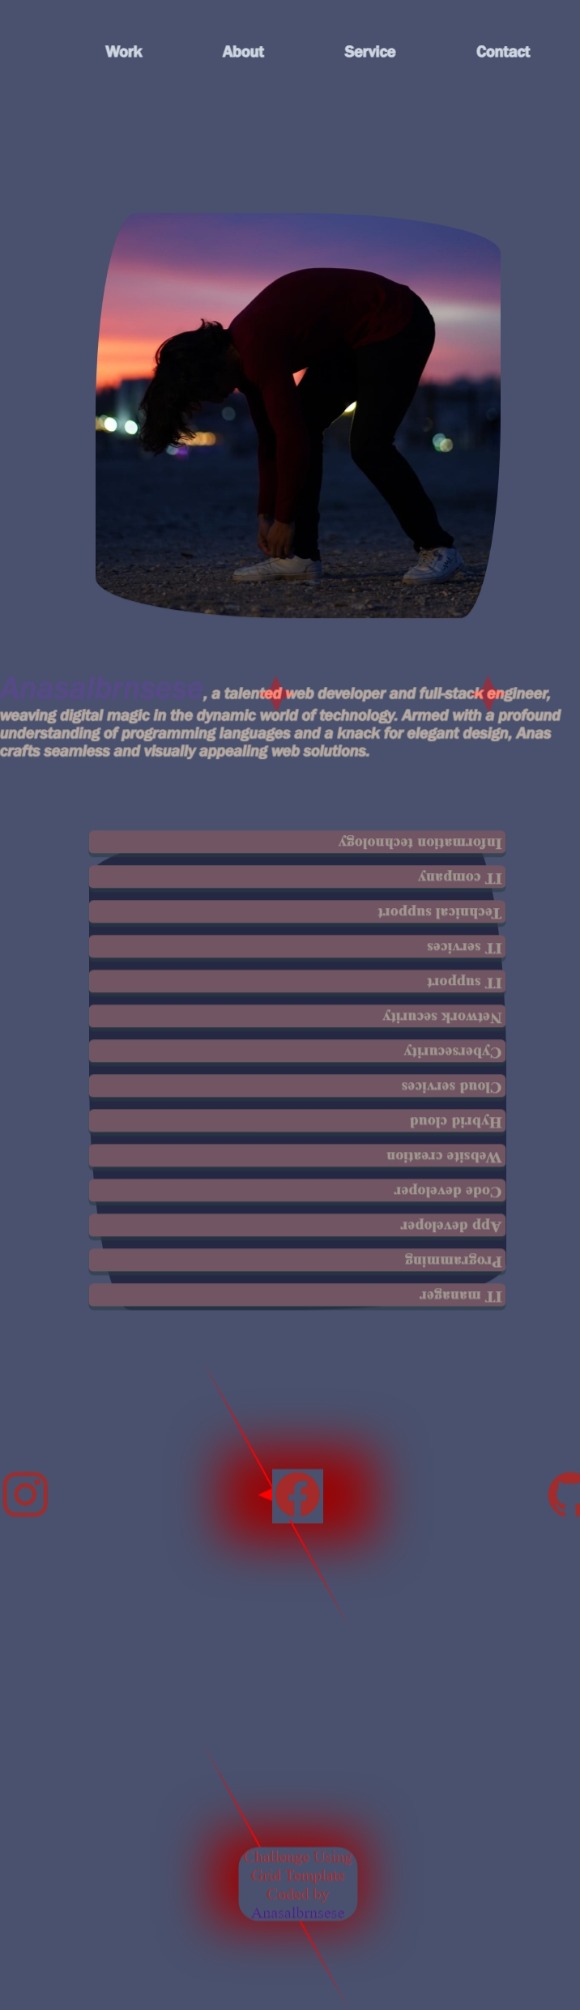 Work About Service Contact
Anasalbrnsese, a talented web developer and full-stack engineer,
weaving digital magic in the dynamic world of technology. Armed with a profound
understanding of programming languages and a knack for elegant design, Anas
crafts seamless and visually appealing web solutions.
Information technology
IT company
Technical support
IT services
IT support
Network security
Cybersecurity
Cloud services
Hybrid cloud
Website creation
Code developer
App developer
Programming
IT manager
Challenge Using
Grid Template
Coded by
Anasalbrnsese